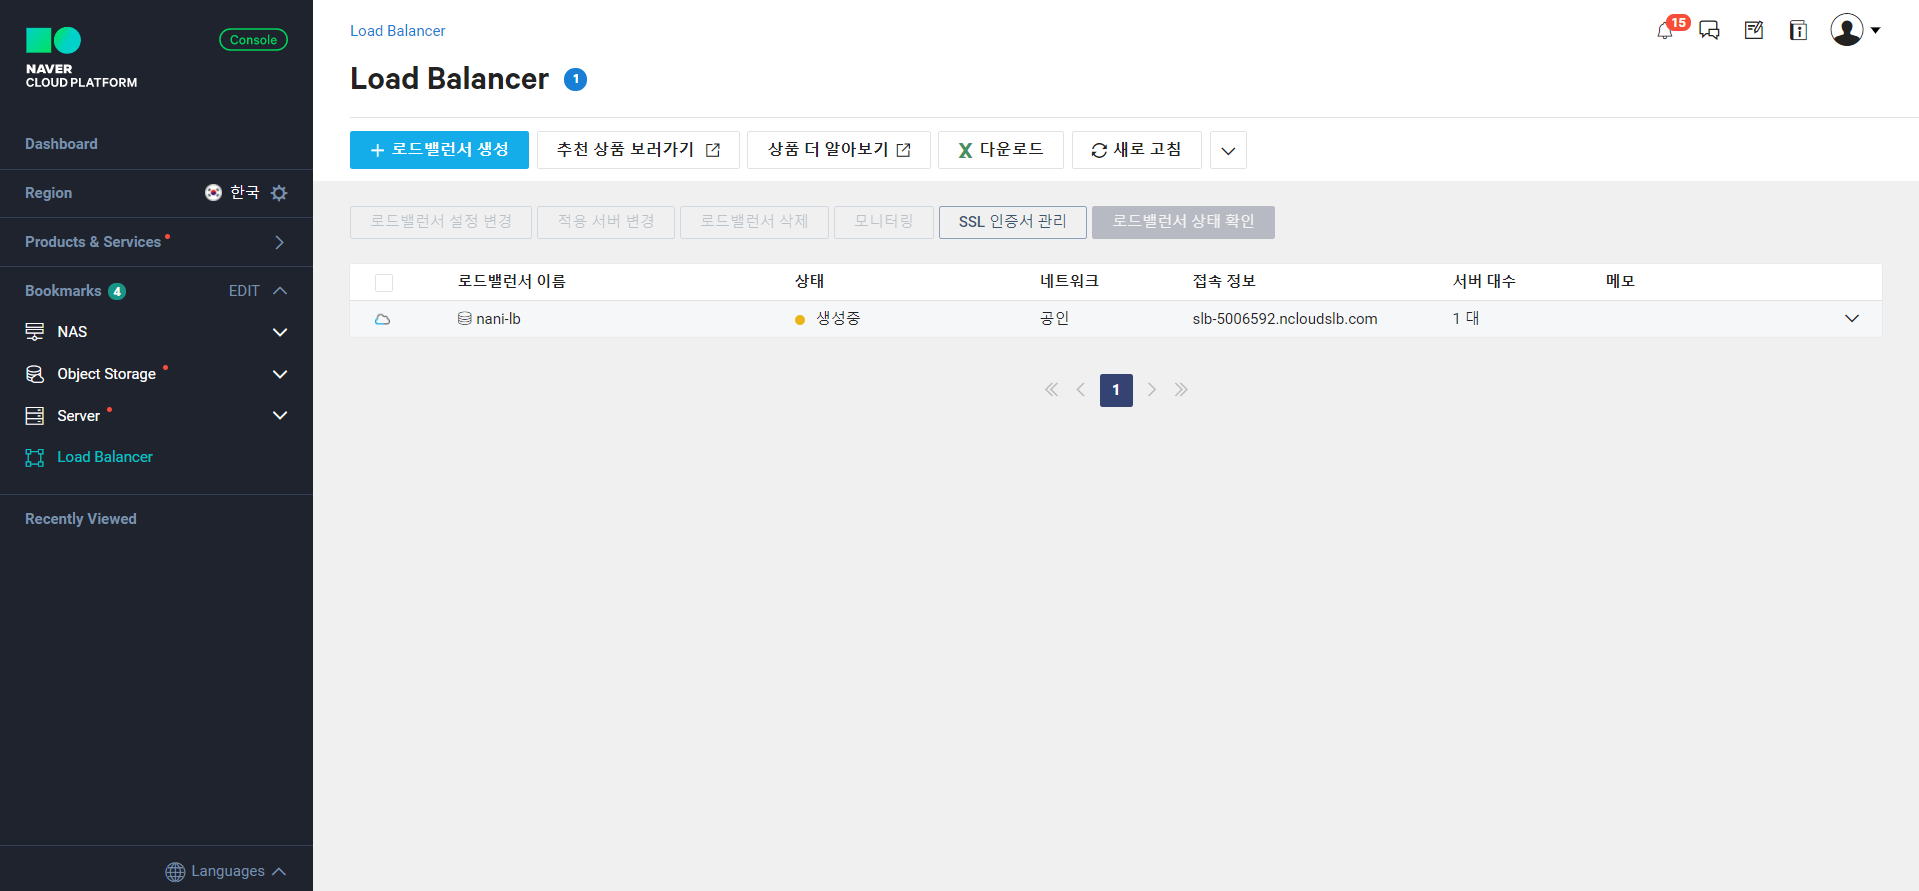 NAVER
CLOUD PLATFORM
Console
Dashboard
Region 한국
Products & Services
Bookmarks 4 EDIT
NAS
Object Storage
Server
Load Balancer
Recently Viewed
Languages
Load Balancer
15
Load Balancer 1
+ 로드밸런서 생성 추천 상품 보러가기 상품 더 알아보기 X 다운로드 새로 고침
로드밸런서 설정 변경 적용 서버 변경 로드밸런서 삭제 모니터링 SSL 인증서 관리 로드밸런서 상태 확인
로드밸런서 이름 상태 네트워크 접속 정보 서버 대수 메모
nani-lb 생성중 공인 slb-5006592.ncloudslb.com 1 대
1